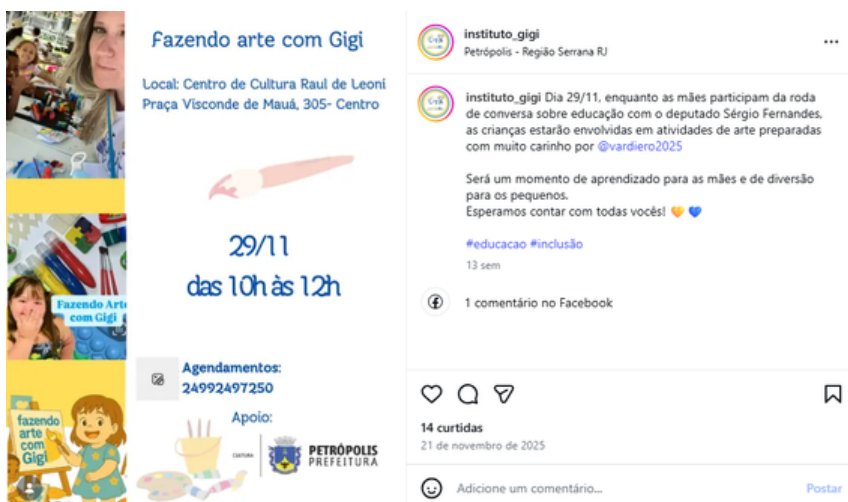 Fazendo arte com Gigi
Local: Centro de Cultura Raul de Leoni
Praça Visconde de Mauá, 305- Centro
29/11
das 10h às 12h
Fazendo Arte
com Gigi
Agendamentos:
24992497250
Apoio:
CULTURA
PETRÓPOLIS
PREFEITURA
fazendo
arte
com
Gigi
instituto_gigi
Petrópolis - Região Serrana RJ
instituto_gigi Dia 29/11, enquanto as mães participam da roda
de conversa sobre educação com o deputado Sérgio Fernandes,
as crianças estarão envolvidas em atividades de arte preparadas
com muito carinho por @vardiero2025
Será um momento de aprendizado para as mães e de diversão
para os pequenos.
Esperamos contar com todas vocês! 💛 💙
#educacao #inclusão
13 sem
1 comentário no Facebook
14 curtidas
21 de novembro de 2025
Adicione um comentário...
Postar